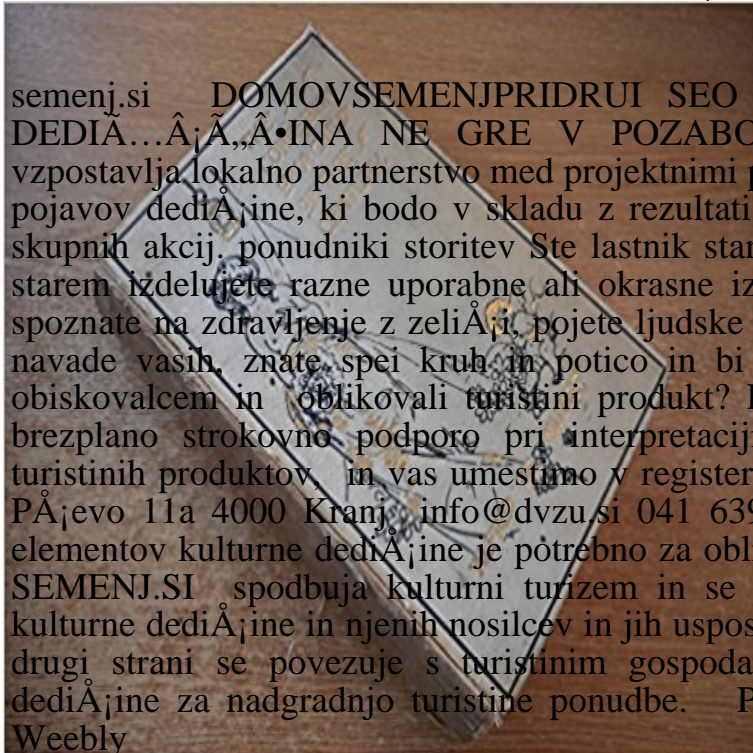 semenj.si DOMOVSEMENJPRIDRUI SEO
DEDIÃ…Â¡Ã„Â•INA NE GRE V POZABO
vzpostavlja lokalno partnerstvo med projektnimi p
pojavov dediÅ¡ine, ki bodo v skladu z rezultati
skupnih akcij. ponudniki storitev Ste lastnik star
starem izdelujete razne uporabne ali okrasne iz
spoznate na zdravljenje z zeliÅ¡i, pojete ljudske
navade vasih, znate spei kruh in potico in bi
obiskovalcem in oblikovali turistini produkt?
brezplano strokovno podporo pri interpretaciji
turistinih produktov, in vas umestimo v register
PÅ¡evo 11a 4000 Kranj info@dvzu.si 041 639
elementov kulturne dediÅ¡ine je potrebno za obli
SEMENJ.SI spodbuja kulturni turizem in se
kulturne dediÅ¡ine in njenih nosilcev in jih uspos
drugi strani se povezuje s turistinim gospoda
dediÅ¡ine za nadgradnjo turistine ponudbe. P
Weebly